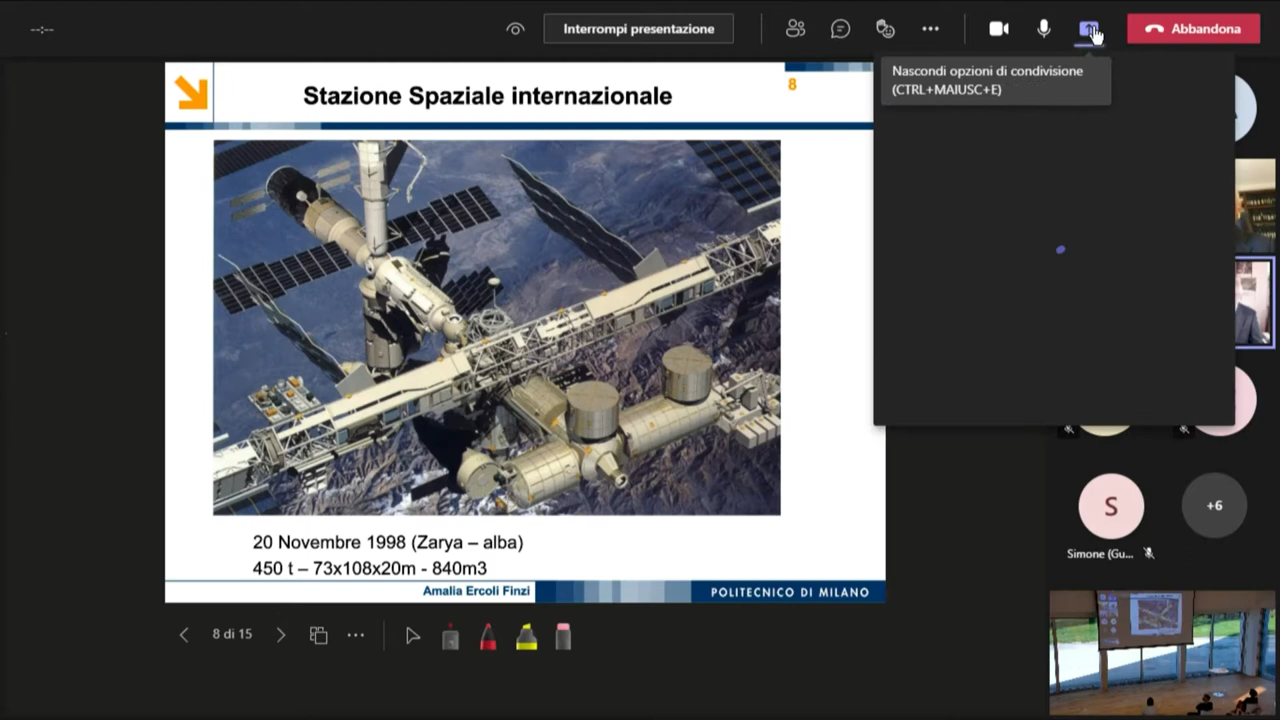 --:--
Interrompi presentazione
Abbandona
Nascondi opzioni di condivisione
(CTRL+MAIUSC+E)
8
Stazione Spaziale internazionale
20 Novembre 1998 (Zarya – alba)
450 t – 73x108x20m - 840m3
Amalia Ercoli Finzi
POLITECNICO DI MILANO
8 di 15
S
+6
Simone (Gu...